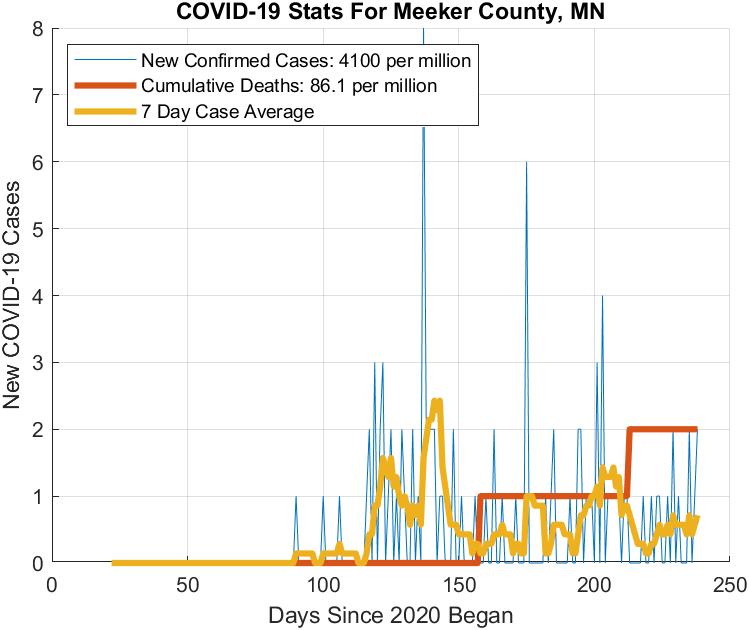 COVID-19 Stats For Meeker County, MN
8
New Confirmed Cases: 4100 per million
Cumulative Deaths: 86.1 per million
7 Day Case Average
7
6
5
4
3
2
1
0
New COVID-19 Cases
0 50 100 150 200 250
Days Since 2020 Began